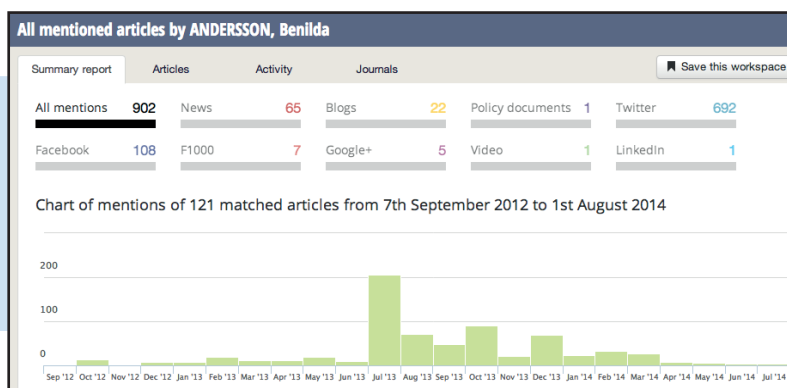 All mentioned articles by ANDERSSON, Benilda
Summary report Articles Activity Journals Save this workspace
All mentions 902 News 65 Blogs 22 Policy documents 1 Twitter 692
Facebook 108 F1000 7 Google+ 5 Video 1 LinkedIn 1
Chart of mentions of 121 matched articles from 7th September 2012 to 1st August 2014
200
100
0
Sep '12 Oct '12 Nov '12 Dec '12 Jan '13 Feb '13 Mar '13 Apr '13 May '13 Jun '13 Jul '13 Aug '13 Sep '13 Oct '13 Nov '13 Dec '13 Jan '14 Feb '14 Mar '14 Apr '14 May '14 Jun '14 Jul '14